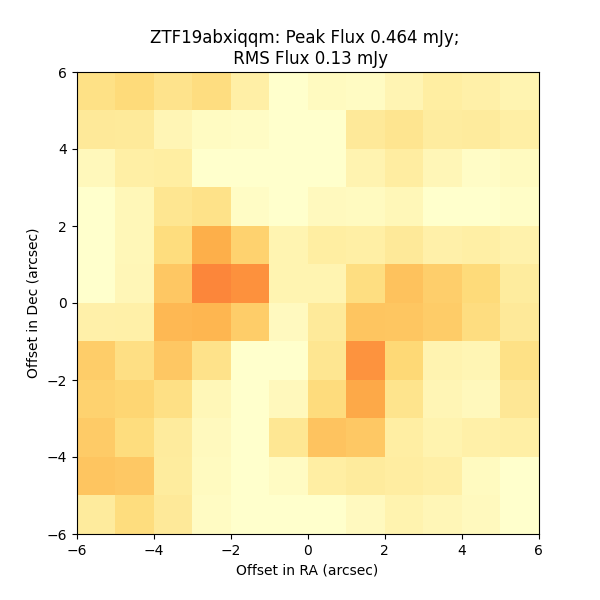 ZTF19abxiqqm: Peak Flux 0.464 mJy;
RMS Flux 0.13 mJy
6
4
2
0
−2
−4
−6
Offset in Dec (arcsec)
−6 −4 −2 0 2 4 6
Offset in RA (arcsec)